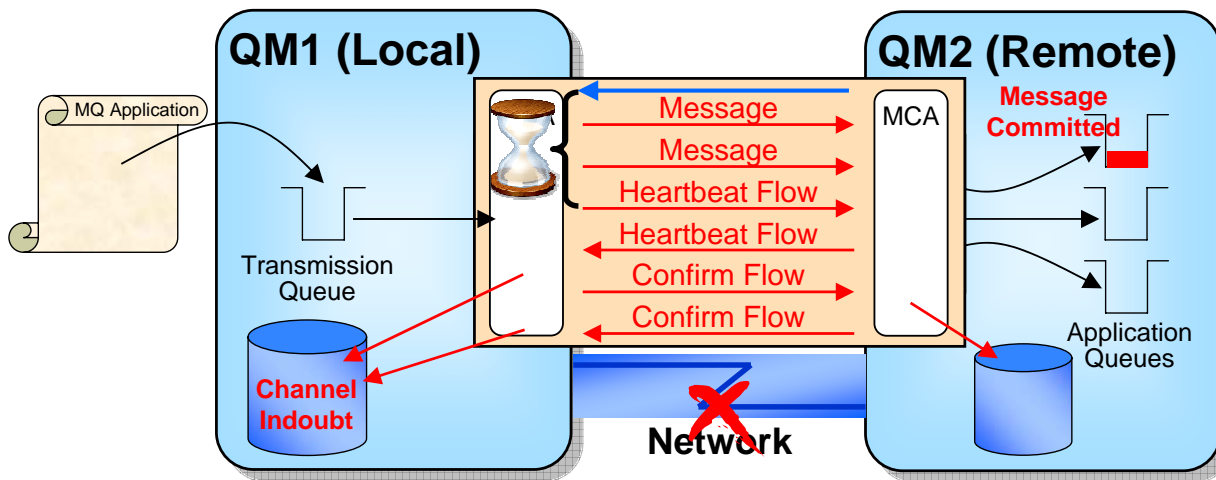 QM1 (Local)
QM2 (Remote)
MQ Application
Message
Committed
Message
MCA
Message
Heartbeat Flow
Heartbeat Flow
Confirm Flow
Confirm Flow
Transmission
Queue
Application
Queues
Channel
Indoubt
Network